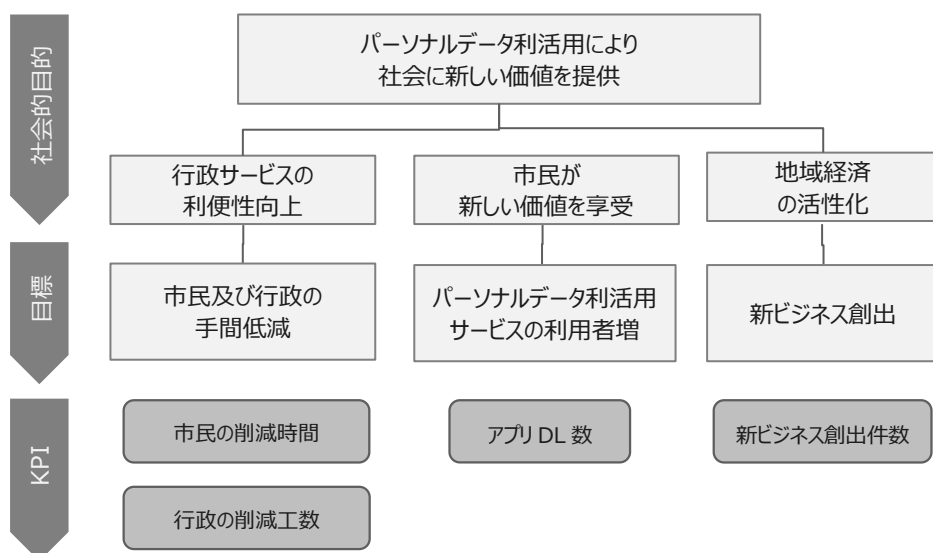 社会的目的
パーソナルデータ利活用により
社会に新しい価値を提供
行政サービスの
利便性向上
市民が
新しい価値を享受
地域経済
の活性化
目標
市民及び行政の
手間低減
パーソナルデータ利活用
サービスの利用者増
新ビジネス創出
KPI
市民の削減時間
アプリ DL 数
新ビジネス創出件数
行政の削減工数